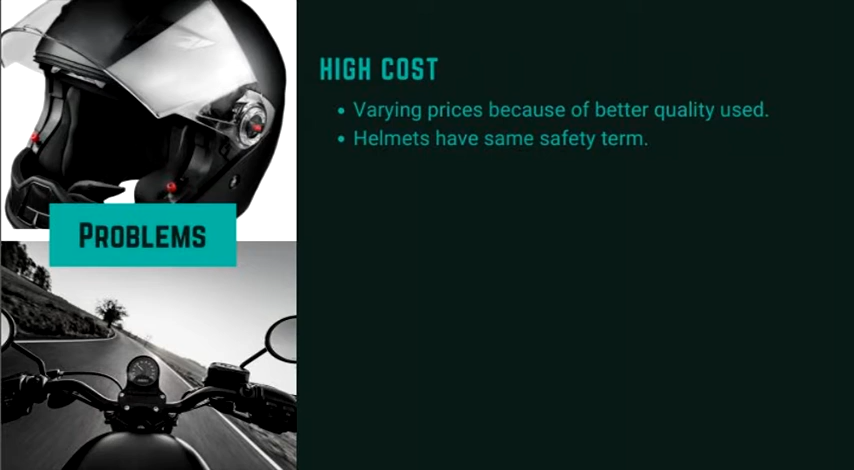 HIGH COST
• Varying prices because of better quality used.
• Helmets have same safety term.
PROBLEMS